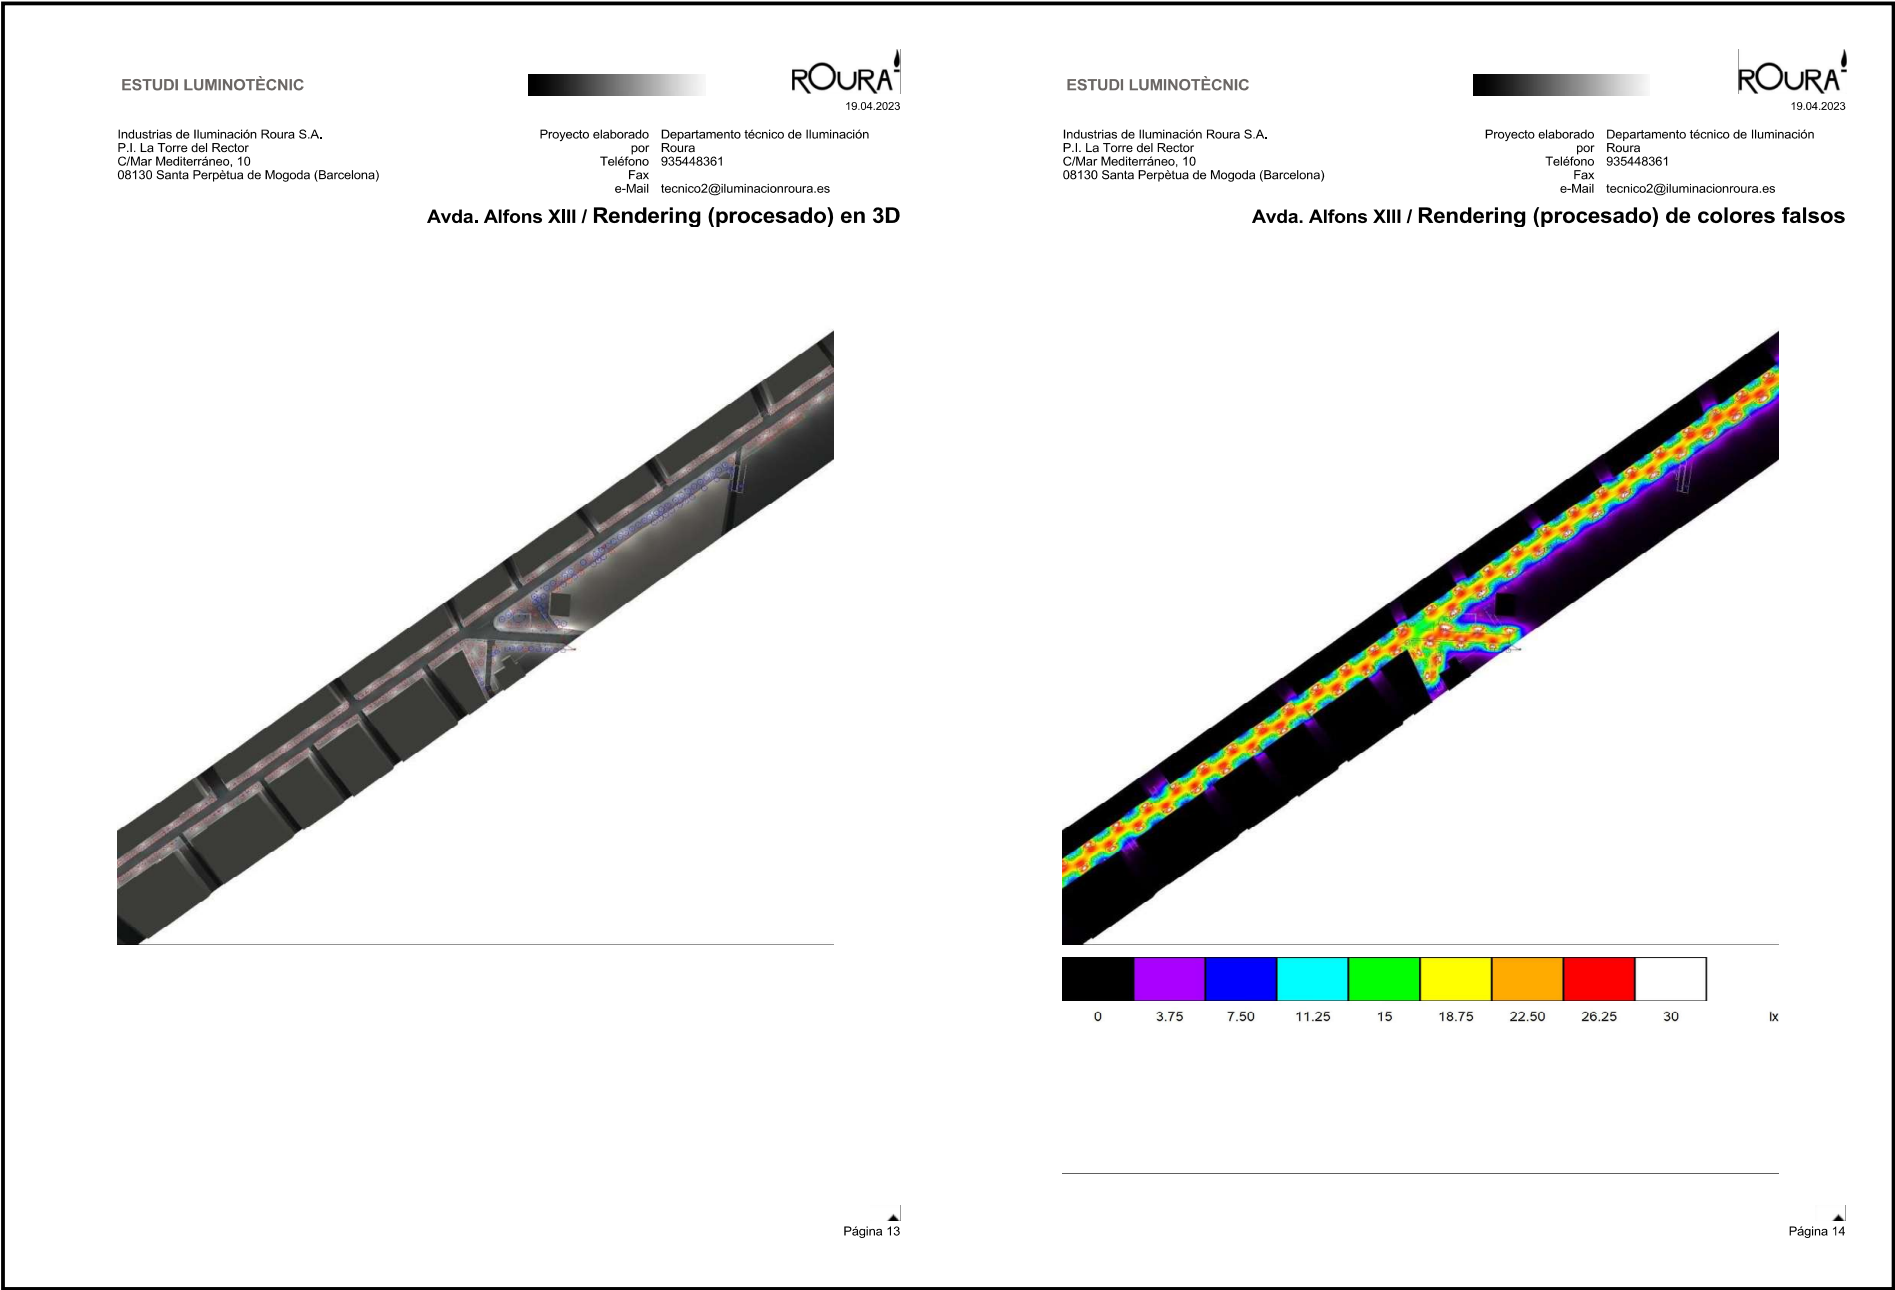 ESTUDI LUMINOTÈCNIC
ROURA
19.04.2023
Industrias de Iluminación Roura S.A.
P.I. La Torre del Rector
C/Mar Mediterráneo, 10
08130 Santa Perpètua de Mogoda (Barcelona)
Proyecto elaborado por Departamento técnico de Iluminación Roura
Teléfono 935448361
Fax
e-Mail tecnico2@iluminacionroura.es
Avda. Alfons XIII / Rendering (procesado) en 3D
Página 13
ESTUDI LUMINOTÈCNIC
ROURA
19.04.2023
Industrias de Iluminación Roura S.A.
P.I. La Torre del Rector
C/Mar Mediterráneo, 10
08130 Santa Perpètua de Mogoda (Barcelona)
Proyecto elaborado por Departamento técnico de Iluminación Roura
Teléfono 935448361
Fax
e-Mail tecnico2@iluminacionroura.es
Avda. Alfons XIII / Rendering (procesado) de colores falsos
0 3.75 7.50 11.25 15 18.75 22.50 26.25 30 lx
Página 14